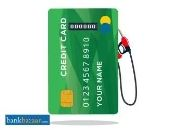 CREDIT CARD
0123 4567 8910
YOUR NAME
bankbazaar.com